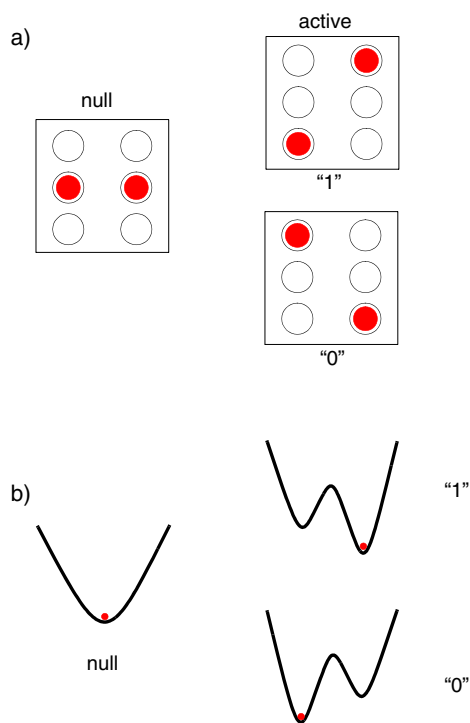 a)
null
active
“1”
“0”
b)
null
“1”
“0”